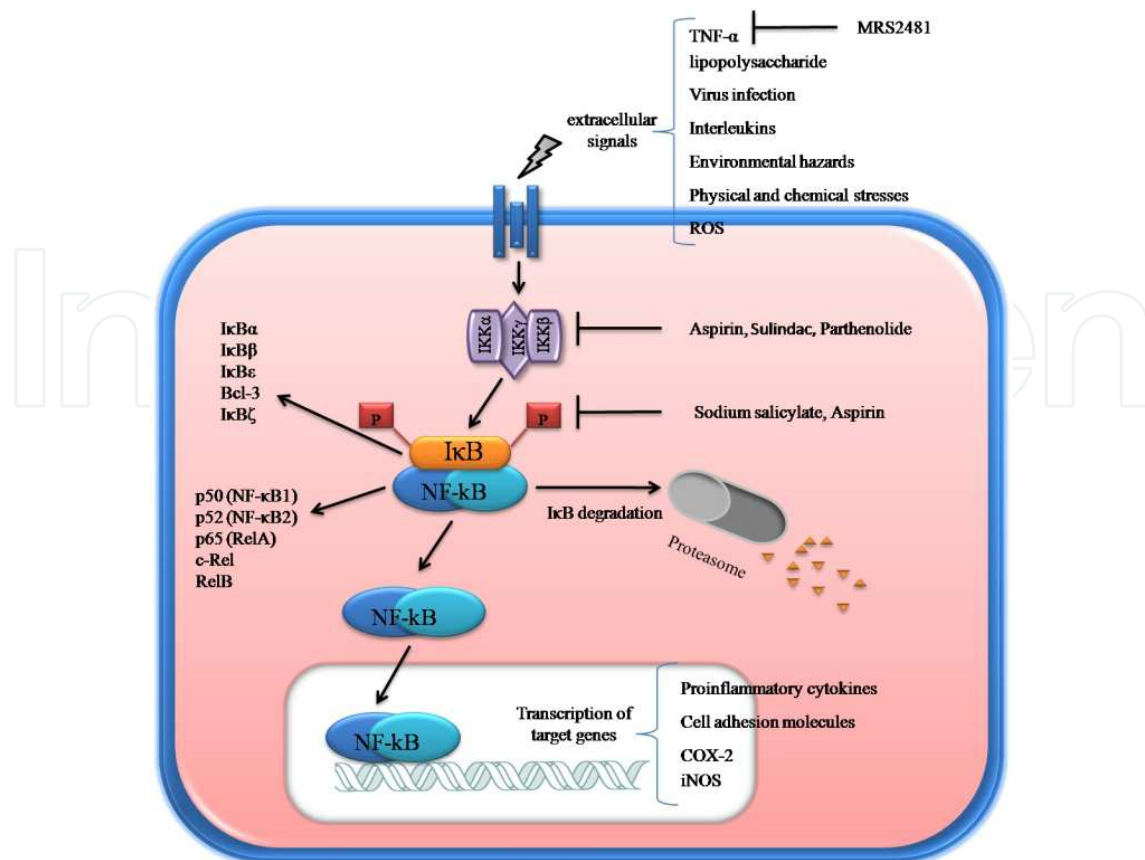 TNF-α
MRS2481
lipopolysaccharide
Virus infection
extracellular
signals
Interleukins
Environmental hazards
Physical and chemical stresses
ROS
IKKα
IKKγ
IKKβ
Aspirin, Sulindac, Parthenolide
IκBα
IκBβ
IκBε
Bcl-3
IκBζ
P
P
Sodium salicylate, Aspirin
IκB
NF-kB
p50 (NF-κB1)
p52 (NF-κB2)
p65 (RelA)
c-Rel
RelB
IκB degradation
Proteasome
NF-kB
NF-kB
Transcription of
target genes
Proinflammatory cytokines
Cell adhesion molecules
COX-2
iNOS